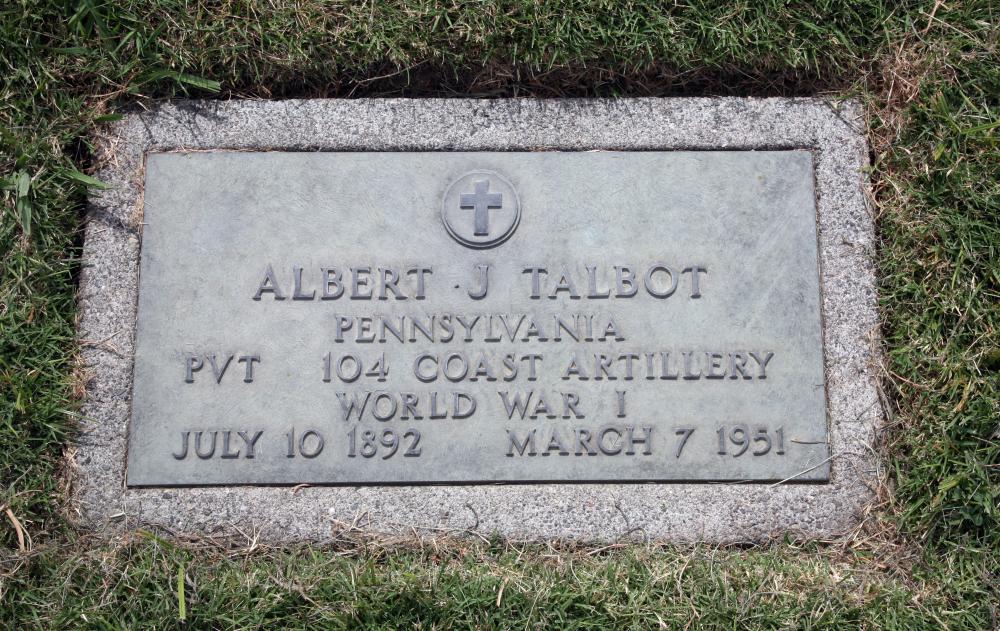 ALBERT J TALBOT
PENNSYLVANIA
PVT 104 COAST ARTILLERY
WORLD WAR I
JULY 10 1892 MARCH 7 1951